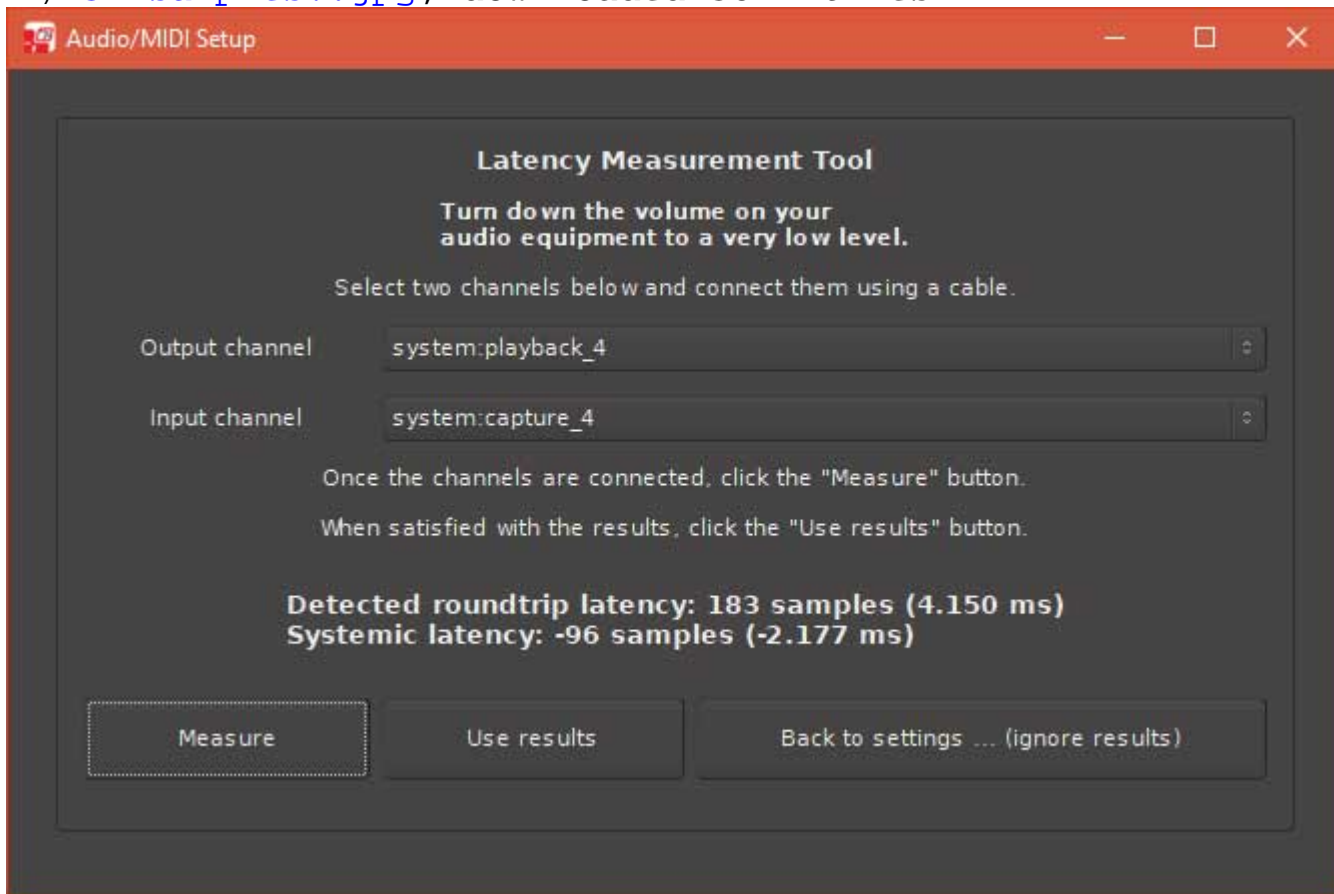 Audio/MIDI Setup
Latency Measurement Tool
Turn down the volume on your
audio equipment to a very low level.
Select two channels below and connect them using a cable.
Output channel system:playback_4
Input channel system:capture_4
Once the channels are connected, click the "Measure" button.
When satisfied with the results, click the "Use results" button.
Detected roundtrip latency: 183 samples (4.150 ms)
Systemic latency: -96 samples (-2.177 ms)
Measure Use results Back to settings ... (ignore results)